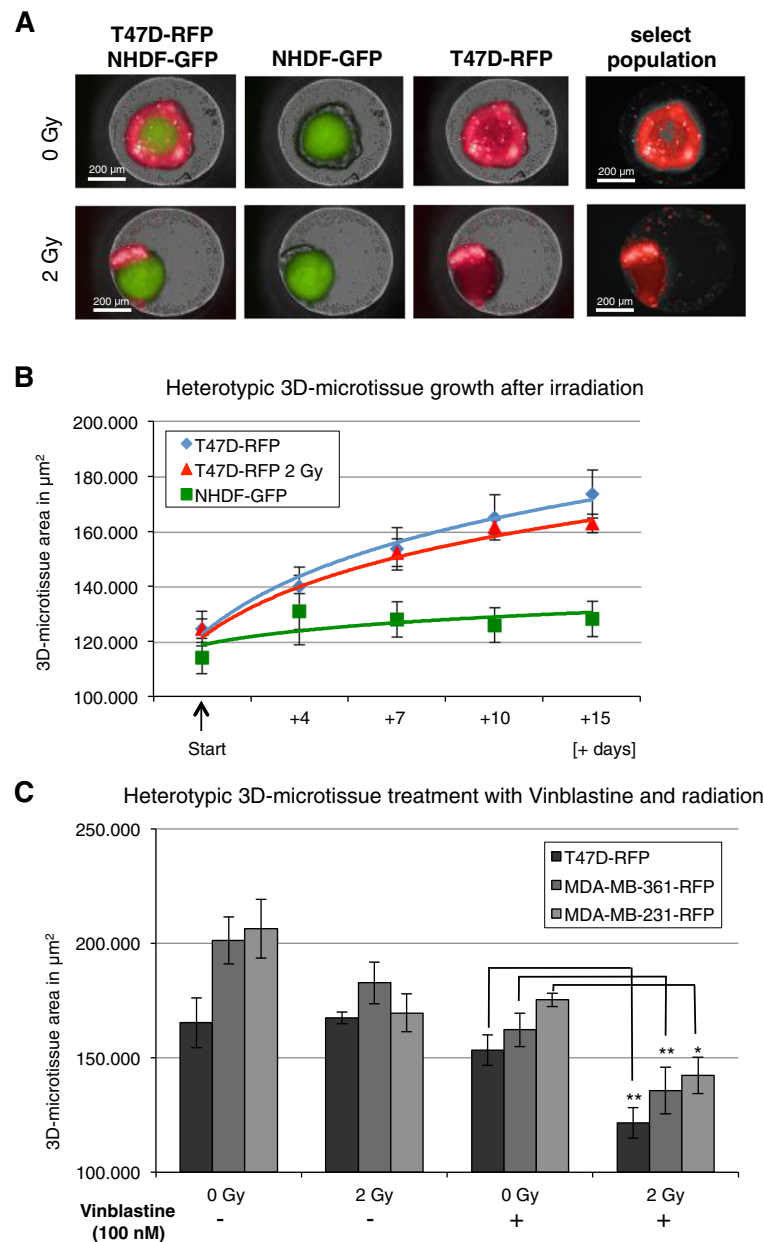 A
T47D-RFP
NHDF-GFP
NHDF-GFP
T47D-RFP
select
population
0 Gy
200 µm
200 µm
2 Gy
200 µm
200 µm
B
Heterotypic 3D-microtissue growth after irradiation
3D-microtissue area in µm²
200.000
180.000
160.000
140.000
120.000
100.000
T47D-RFP
T47D-RFP 2 Gy
NHDF-GFP
+4
+7
+10
+15
Start
[+ days]
C
Heterotypic 3D-microtissue treatment with Vinblastine and radiation
3D-microtissue area in µm²
250.000
200.000
150.000
100.000
T47D-RFP
MDA-MB-361-RFP
MDA-MB-231-RFP
**
**
*
0 Gy
2 Gy
0 Gy
2 Gy
Vinblastine
(100 nM)
-
-
+
+